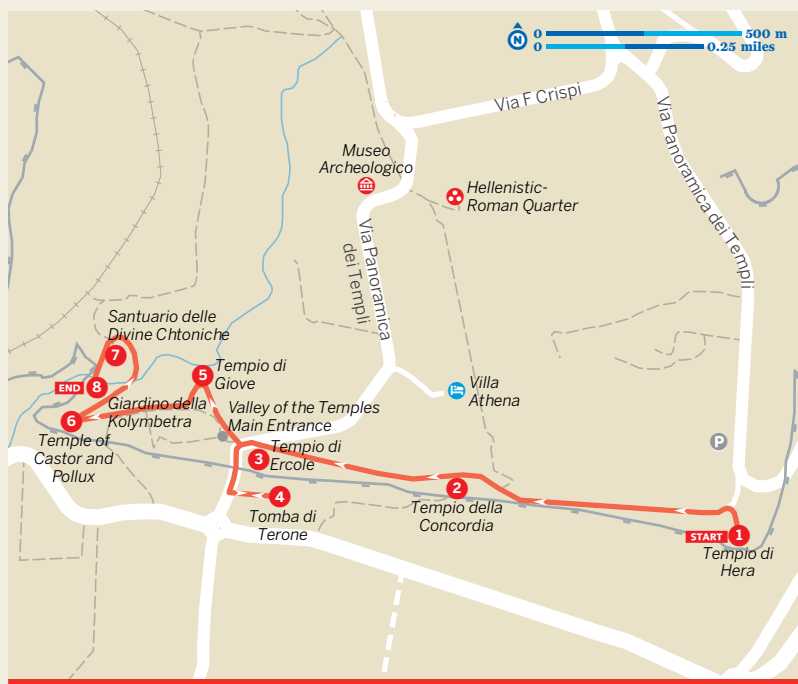 0 500 m
N
0 0.25 miles
Via F Crispi
Via Panoramica dei Templi
Museo
Archeologico
Hellenistic-
Roman Quarter
Via Panoramica
dei Templi
Santuario delle
Divine Chtoniche
7
5
Tempio di
Giove
END 8
Villa
Athena
Giardino della
Kolymbetra
Valley of the Temples
Main Entrance
6
Temple of
Castor and
Pollux
P
3
Tempio di
Ercole
2
Tempio della
Concordia
4
Tomba di
Terone
START 1
Tempio di
Hera